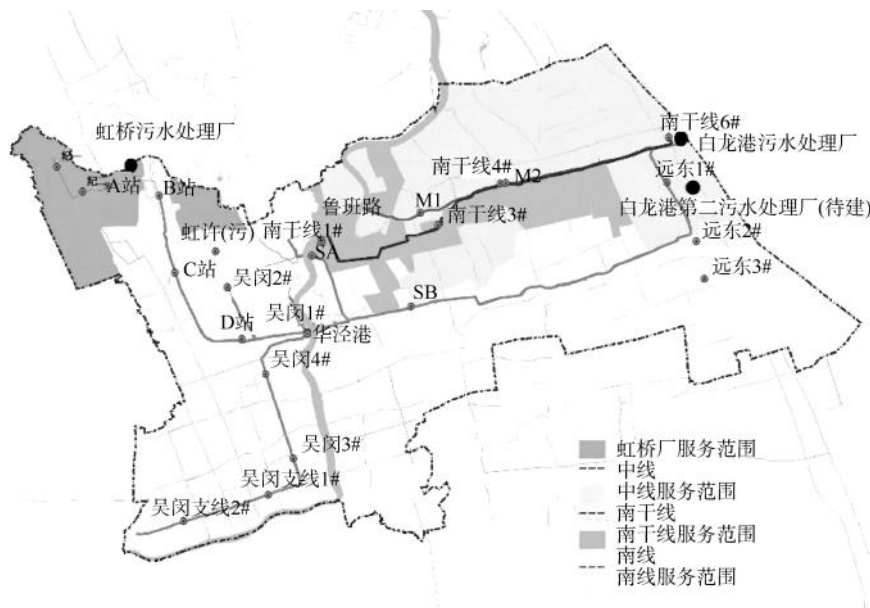 南干线6#
白龙港污水处理厂
虹桥污水处理厂
A站
B站
南干线4#
M2
远东1#
白龙港第二污水处理厂(待建)
鲁班路
M1
南干线3#
虹许(污)
南干线1#
SA
远东2#
C站
吴闵2#
远东3#
SB
吴闵1#
D站
华泾港
吴闵4#
吴闵3#
吴闵支线1#
吴闵支线2#
虹桥厂服务范围
中线
中线服务范围
南干线
南干线服务范围
南线
南线服务范围